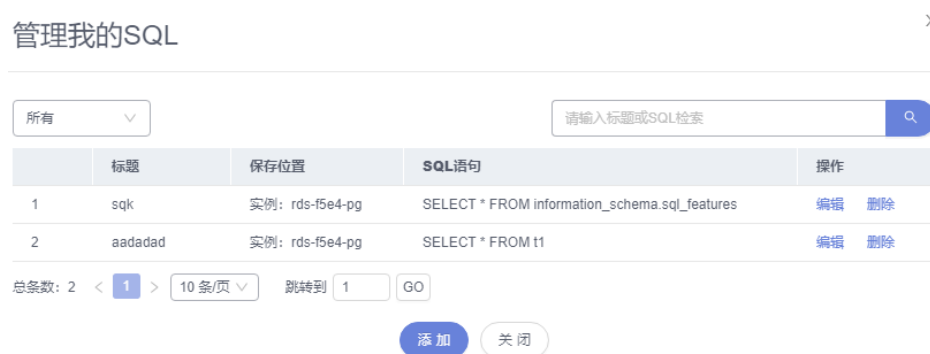 管理我的SQL
所有
请输入标题或SQL检索
标题 保存位置 SQL语句 操作
1 sqk 实例：rds-f5e4-pg SELECT * FROM information_schema.sql_features 编辑 删除
2 aadadad 实例：rds-f5e4-pg SELECT * FROM t1 编辑 删除
总条数：2 < 1 > 10 条/页 跳转到 1 GO
添 加 关 闭